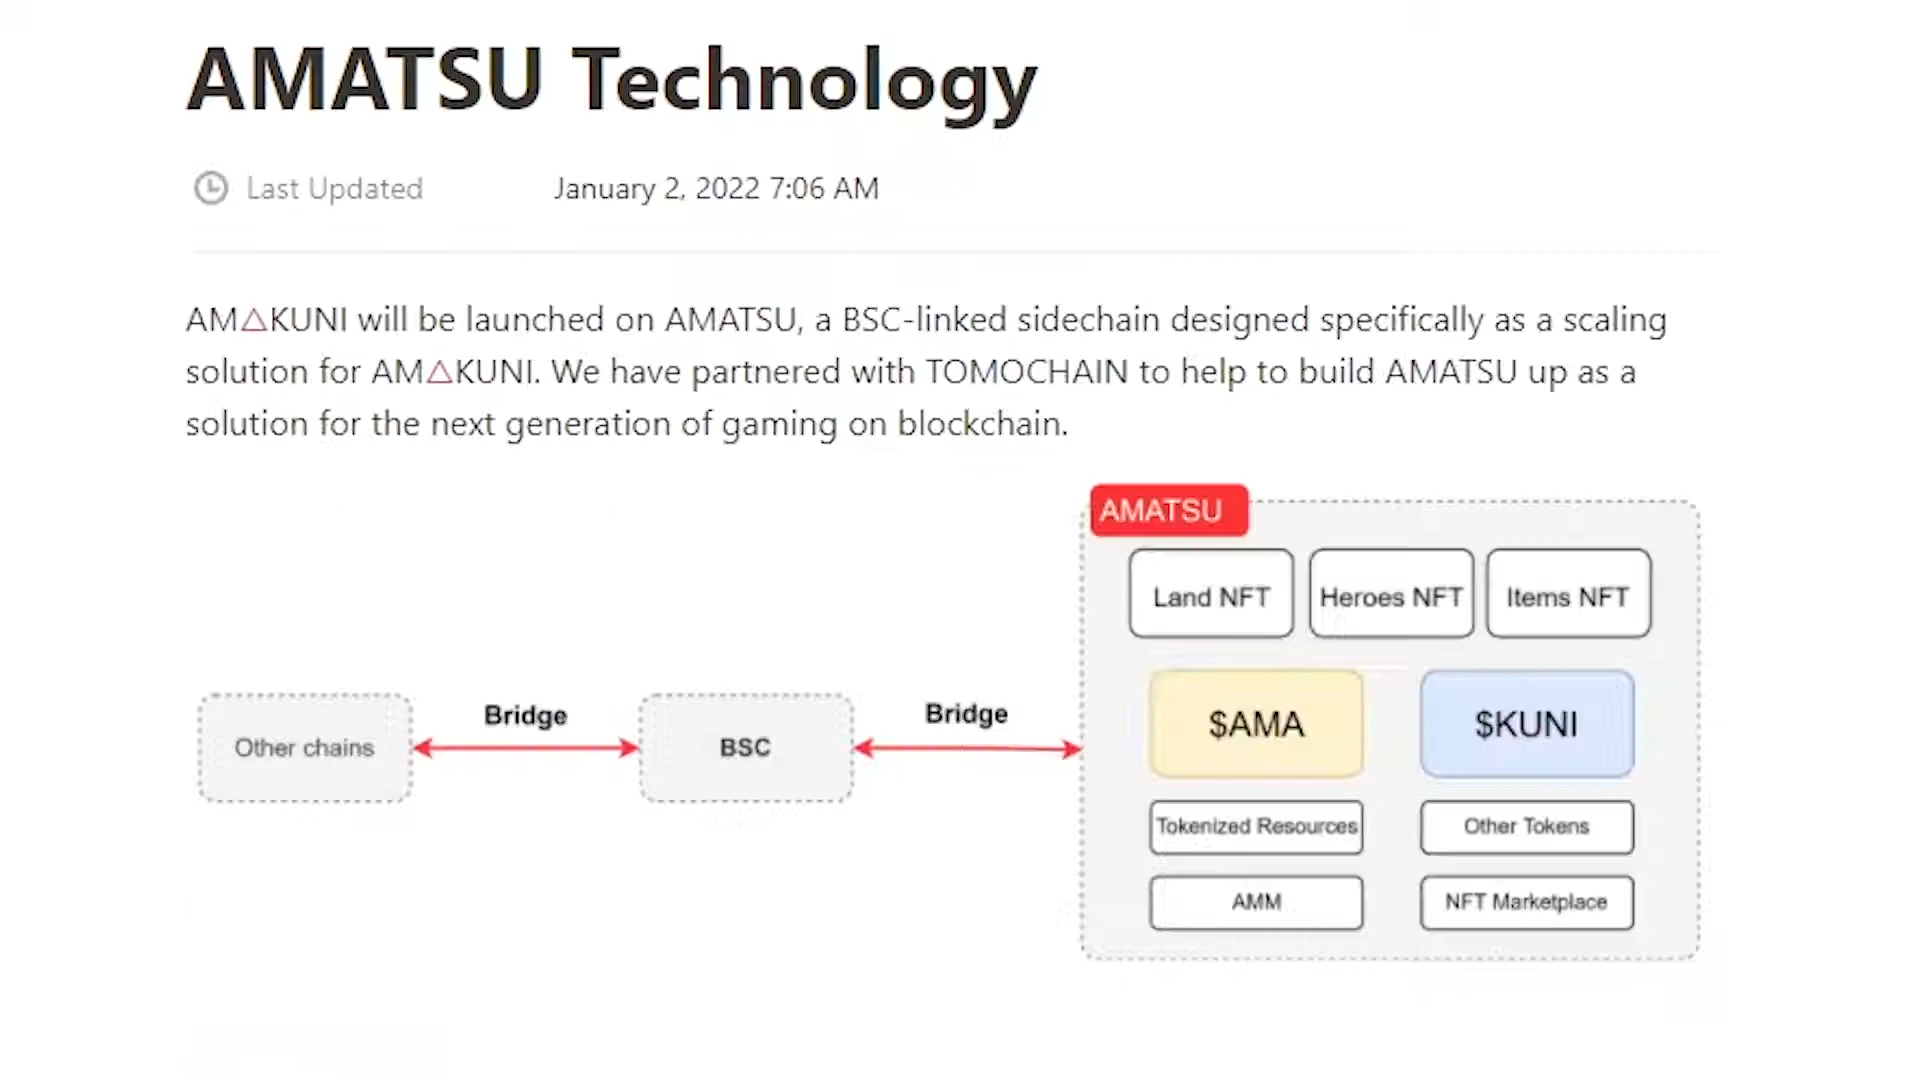 AMATSU Technology
Last Updated January 2, 2022 7:06 AM
AM△KUNI will be launched on AMATSU, a BSC-linked sidechain designed specifically as a scaling
solution for AM△KUNI. We have partnered with TOMOCHAIN to help to build AMATSU up as a
solution for the next generation of gaming on blockchain.
AMATSU
Land NFT Heroes NFT Items NFT
Other chains Bridge BSC Bridge $AMA $KUNI
Tokenized Resources Other Tokens
AMM NFT Marketplace